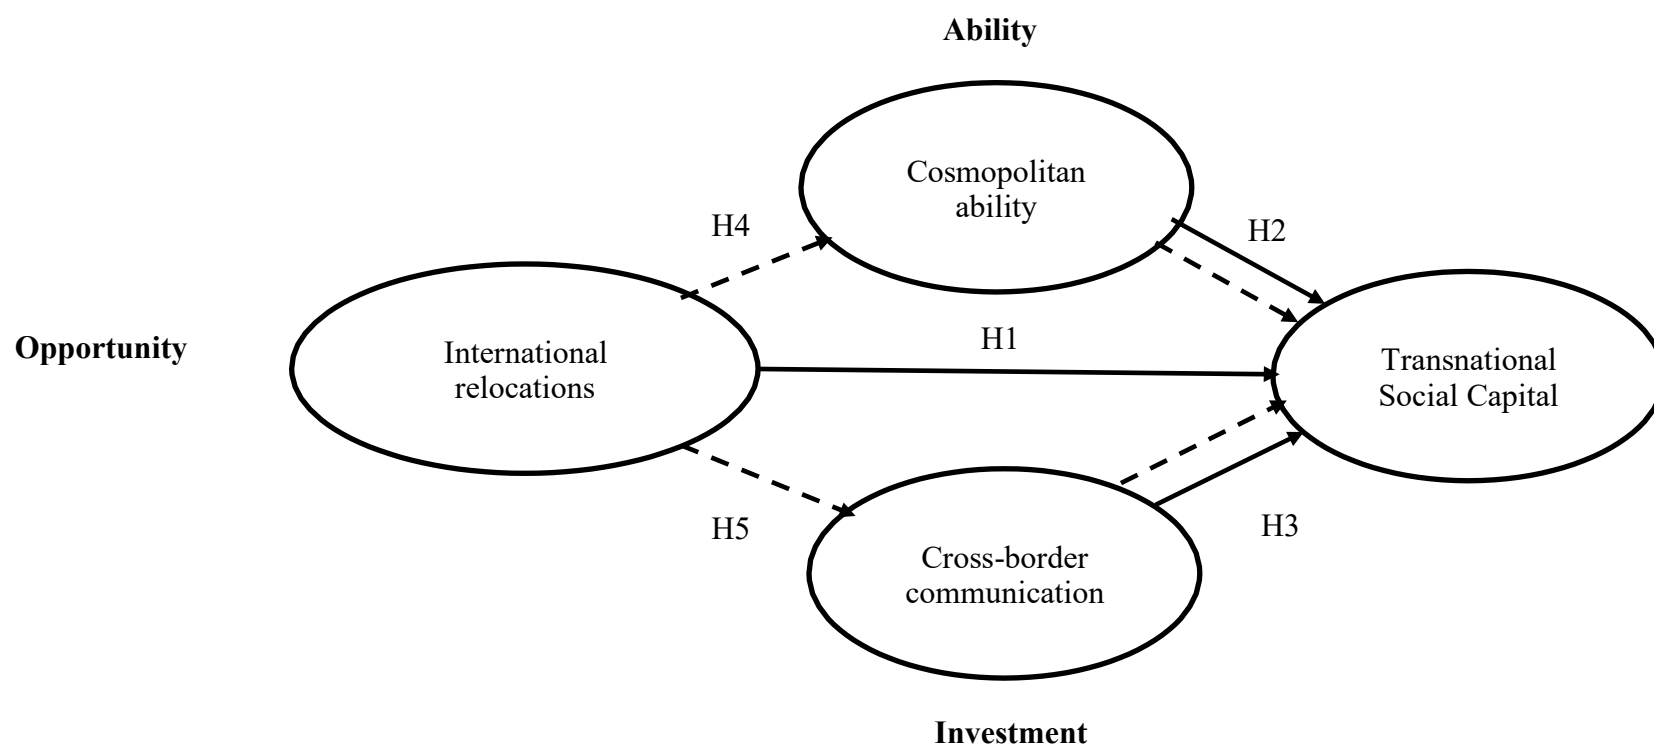 Ability
Cosmopolitan
ability
H4
H2
Opportunity
International
relocations
H1
Transnational
Social Capital
H5
H3
Cross-border
communication
Investment